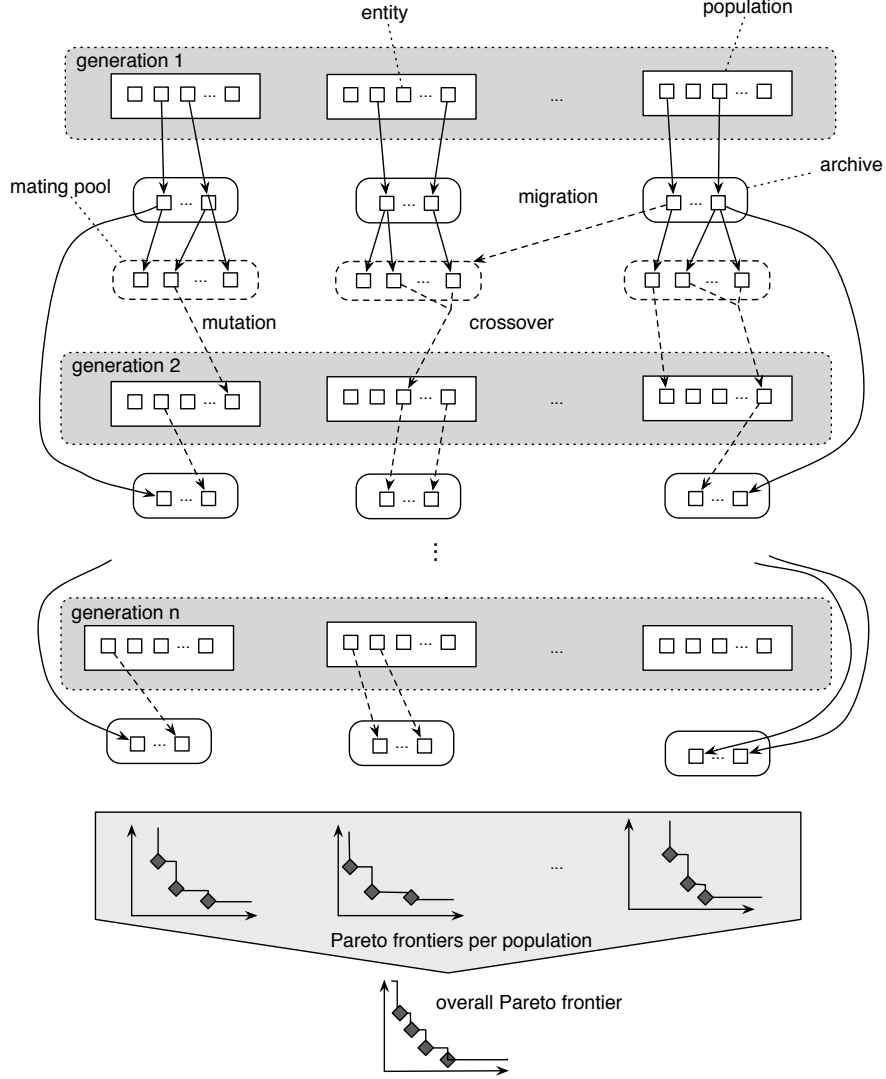 entity
population
generation 1
...
...
...
...
archive
mating pool
...
...
migration
...
...
...
...
mutation
crossover
generation 2
...
...
...
...
...
...
...
⋮
generation n
...
...
...
...
...
...
...
...
Pareto frontiers per population
overall Pareto frontier